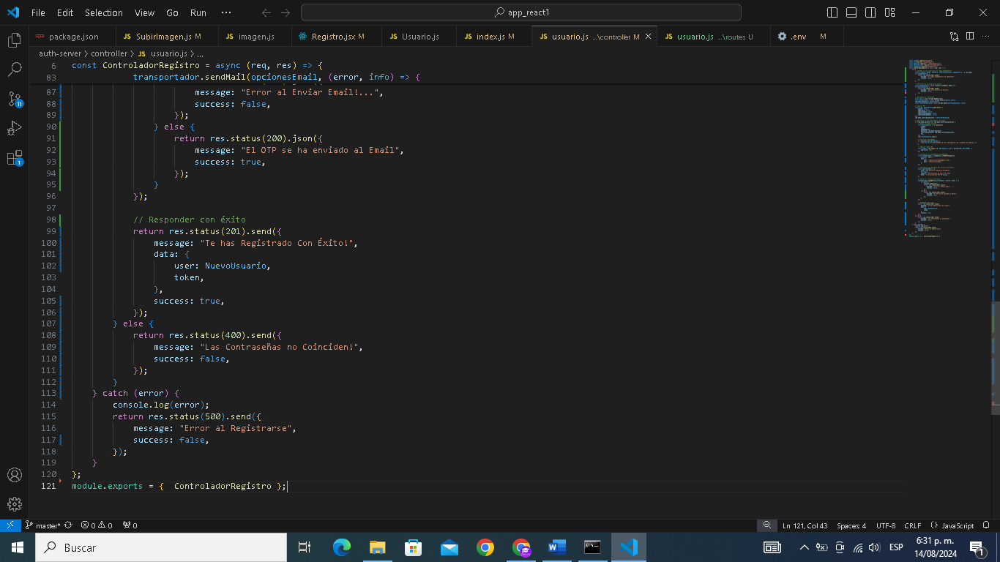 File Edit Selection View Go Run ··· app_react1
package.json JS SubirImagen.js M JS imagen.js Registro.jsx M JS Usuario.js JS index.js M JS usuario.js ...\controller M JS usuario.js ...\routes U .env M
auth-server > controller > JS usuario.js > ...
6 const ControladorRegistro = async (req, res) => {
83 transportador.sendMail(opcionesEmail, (error, info) => {
87 message: "Error al Enviar Email!...",
88 success: false,
89 });
90 } else {
91 return res.status(200).json({
92 message: "El OTP se ha enviado al Email",
93 success: true,
94 });
95 }
96 });
97
98 // Responder con éxito
99 return res.status(201).send({
100 message: "Te has Registrado Con Éxito!",
101 data: {
102 user: NuevoUsuario,
103 token,
104 },
105 success: true,
106 });
107 } else {
108 return res.status(400).send({
109 message: "Las Contraseñas no Coinciden!",
110 success: false,
111 });
112 }
113 } catch (error) {
114 console.log(error);
115 return res.status(500).send({
116 message: "Error al Registrarse",
117 success: false,
118 });
119 }
120 };
121 module.exports = {  ControladorRegistro };
11
1
master* 0 0 0 Ln 121, Col 43 Spaces: 4 UTF-8 CRLF JavaScript
Buscar ESP 6:31 p. m.
14/08/2024 1